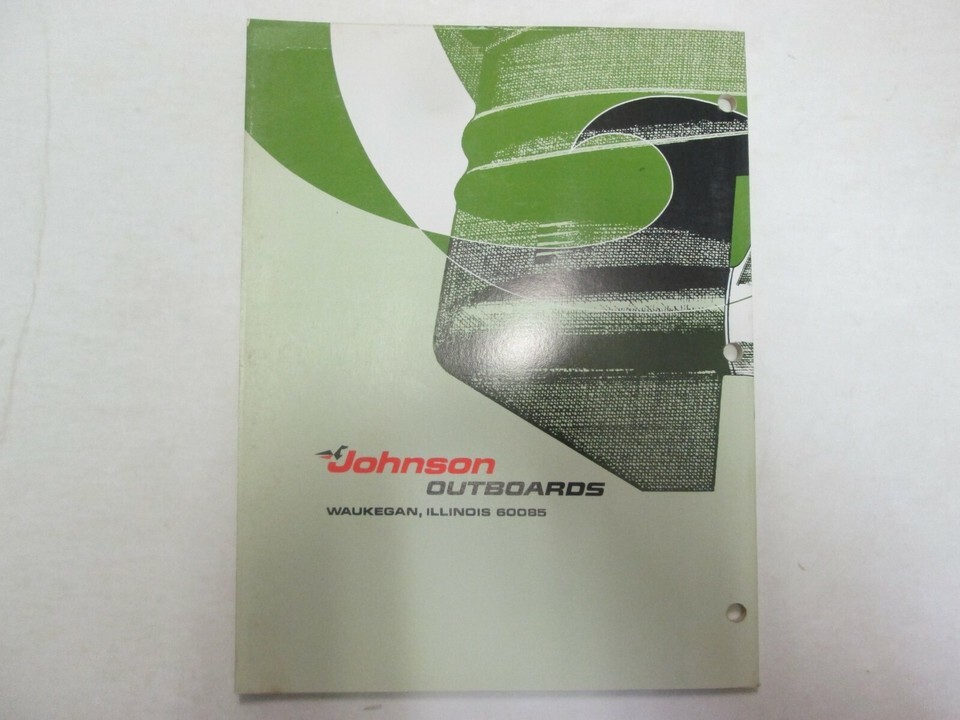 Johnson
OUTBOARDS
WAUKEGAN, ILLINOIS 60085